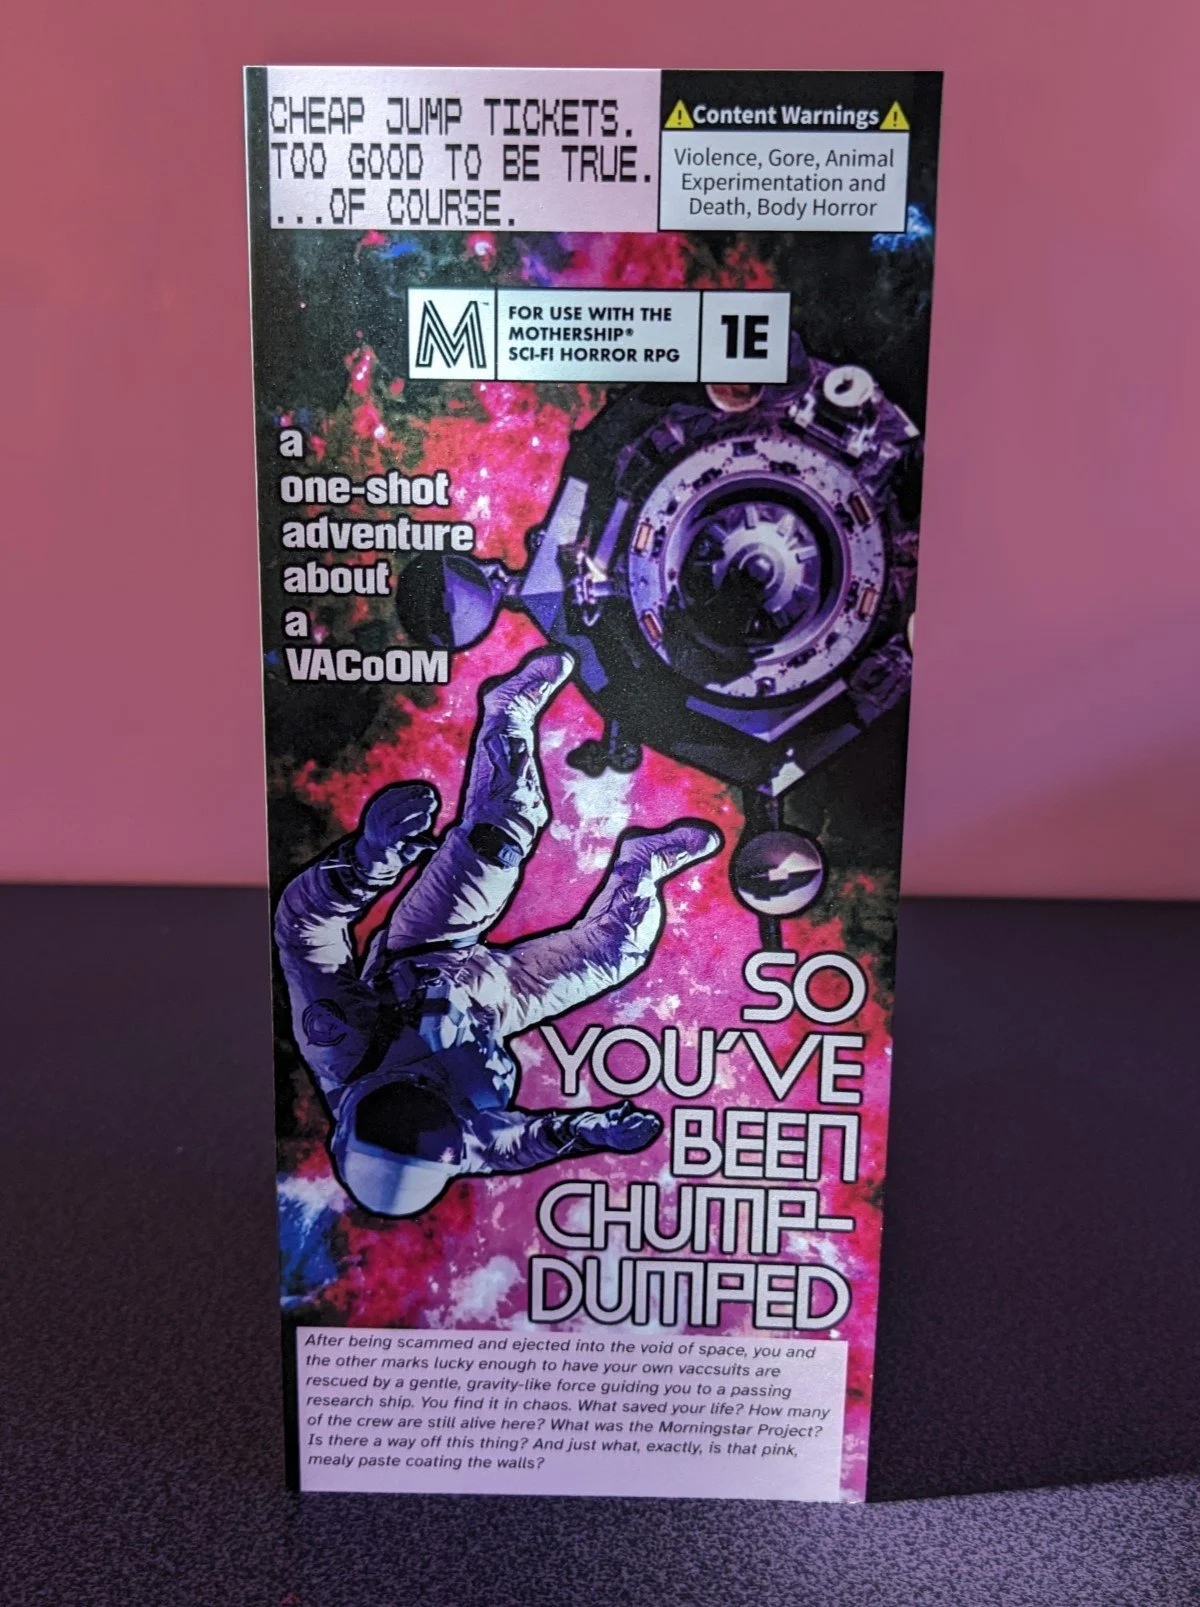 CHEAP JUMP TICKETS.
TOO GOOD TO BE TRUE.
...OF COURSE.
Content Warnings
Violence, Gore, Animal
Experimentation and
Death, Body Horror
M™
FOR USE WITH THE
MOTHERSHIP®
SCI-FI HORROR RPG
1E
a
one-shot
adventure
about
a
VACoOM
SO
YOU'VE
BEEN
CHUMP-
DUMPED
After being scammed and ejected into the void of space, you and
the other marks lucky enough to have your own vaccsuits are
rescued by a gentle, gravity-like force guiding you to a passing
research ship. You find it in chaos. What saved your life? How many
of the crew are still alive here? What was the Morningstar Project?
Is there a way off this thing? And just what, exactly, is that pink,
mealy paste coating the walls?